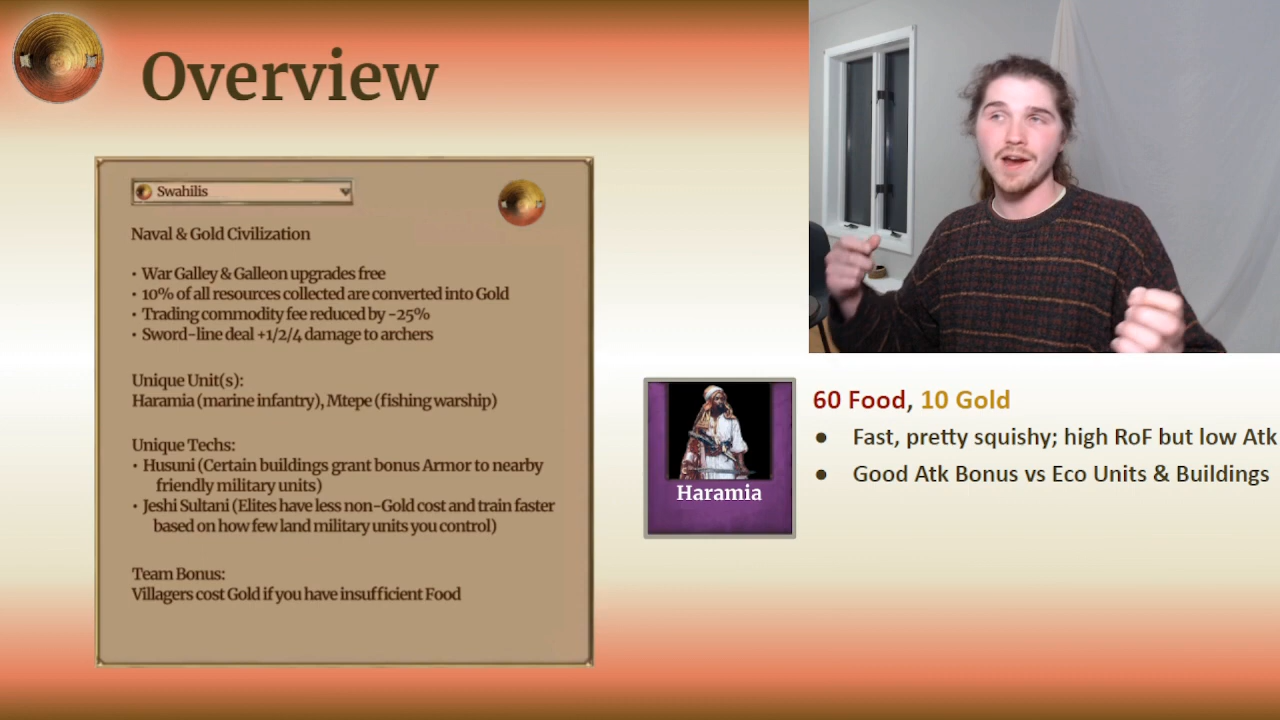 Overview
Swahilis
Naval & Gold Civilization
• War Galley & Galleon upgrades free
• 10% of all resources collected are converted into Gold
• Trading commodity fee reduced by -25%
• Sword-line deal +1/2/4 damage to archers
Unique Unit(s):
Haramia (marine infantry), Mtepe (fishing warship)
Unique Techs:
• Husuni (Certain buildings grant bonus Armor to nearby
friendly military units)
• Jeshi Sultani (Elites have less non-Gold cost and train faster
based on how few land military units you control)
Team Bonus:
Villagers cost Gold if you have insufficient Food
Haramia
60 Food, 10 Gold
● Fast, pretty squishy; high RoF but low Atk
● Good Atk Bonus vs Eco Units & Buildings